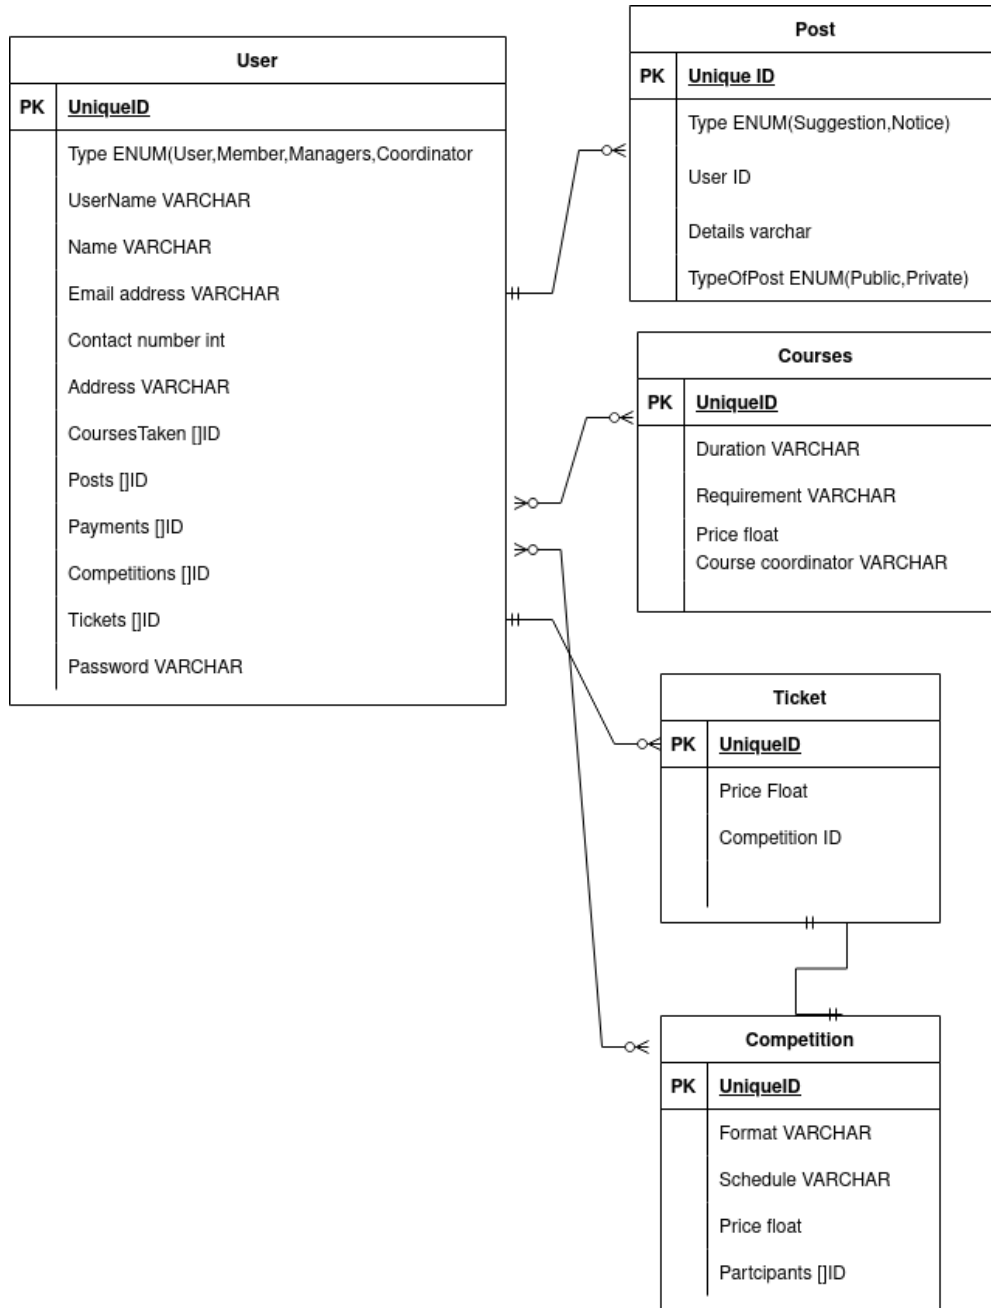 User
PK UniqueID
Type ENUM(User,Member,Managers,Coordinator
UserName VARCHAR
Name VARCHAR
Email address VARCHAR
Contact number int
Address VARCHAR
CoursesTaken []ID
Posts []ID
Payments []ID
Competitions []ID
Tickets []ID
Password VARCHAR
Post
PK Unique ID
Type ENUM(Suggestion,Notice)
User ID
Details varchar
TypeOfPost ENUM(Public,Private)
Courses
PK UniqueID
Duration VARCHAR
Requirement VARCHAR
Price float
Course coordinator VARCHAR
Ticket
PK UniqueID
Price Float
Competition ID
Competition
PK UniqueID
Format VARCHAR
Schedule VARCHAR
Price float
Partcipants []ID